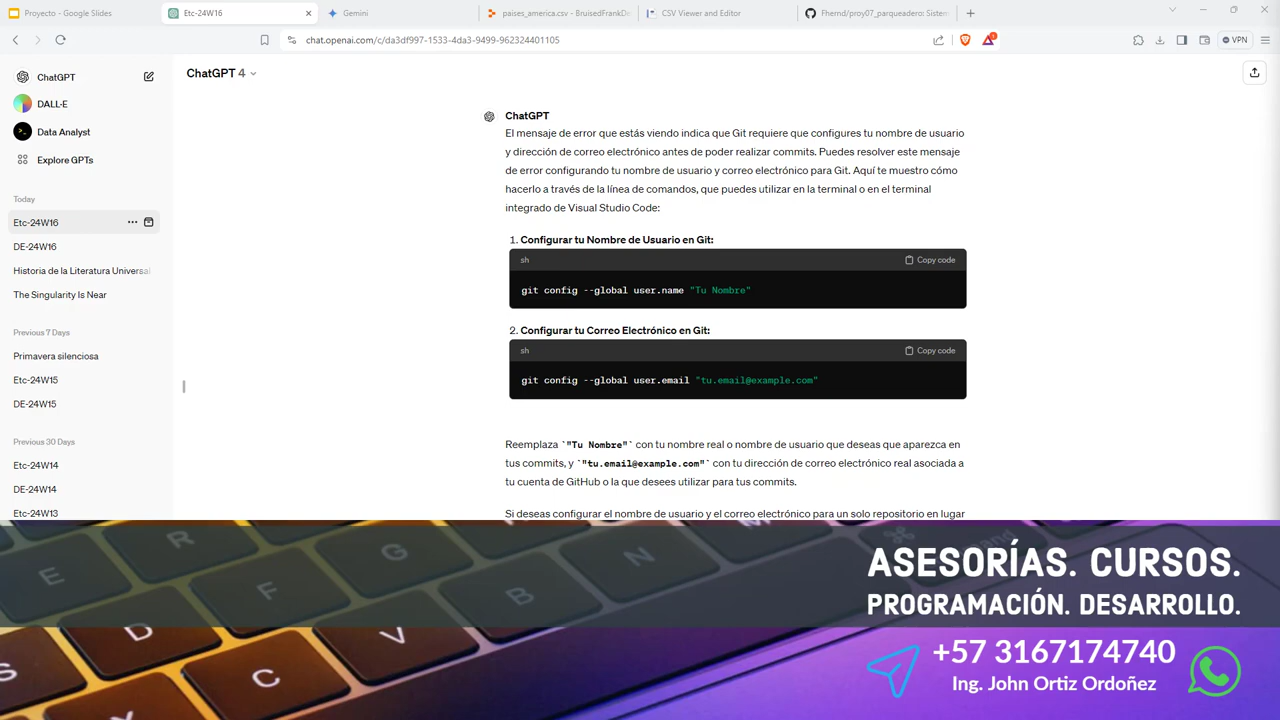 Proyecto - Google Slides
Etc-24W16
Gemini
paises_america.csv - BruisedFrankDe
CSV Viewer and Editor
Fhernd/proy07_parqueadero: Sistem
chat.openai.com/c/da3df997-1533-4da3-9499-962324401105
VPN
ChatGPT
DALL-E
Data Analyst
Explore GPTs
Today
Etc-24W16
DE-24W16
Historia de la Literatura Universal
The Singularity Is Near
Previous 7 Days
Primavera silenciosa
Etc-24W15
DE-24W15
Previous 30 Days
Etc-24W14
DE-24W14
Etc-24W13
ChatGPT 4
ChatGPT
El mensaje de error que estás viendo indica que Git requiere que configures tu nombre de usuario
y dirección de correo electrónico antes de poder realizar commits. Puedes resolver este mensaje
de error configurando tu nombre de usuario y correo electrónico para Git. Aquí te muestro cómo
hacerlo a través de la línea de comandos, que puedes utilizar en la terminal o en el terminal
integrado de Visual Studio Code:
1. Configurar tu Nombre de Usuario en Git:
sh
Copy code
git config --global user.name "Tu Nombre"
2. Configurar tu Correo Electrónico en Git:
sh
Copy code
git config --global user.email "tu.email@example.com"
Reemplaza `"Tu Nombre"` con tu nombre real o nombre de usuario que deseas que aparezca en
tus commits, y `"tu.email@example.com"` con tu dirección de correo electrónico real asociada a
tu cuenta de GitHub o la que desees utilizar para tus commits.
Si deseas configurar el nombre de usuario y el correo electrónico para un solo repositorio en lugar
R
E
G
F
N
B
D
V
C
ASESORÍAS. CURSOS.
PROGRAMACIÓN. DESARROLLO.
+57 3167174740
Ing. John Ortiz Ordoñez